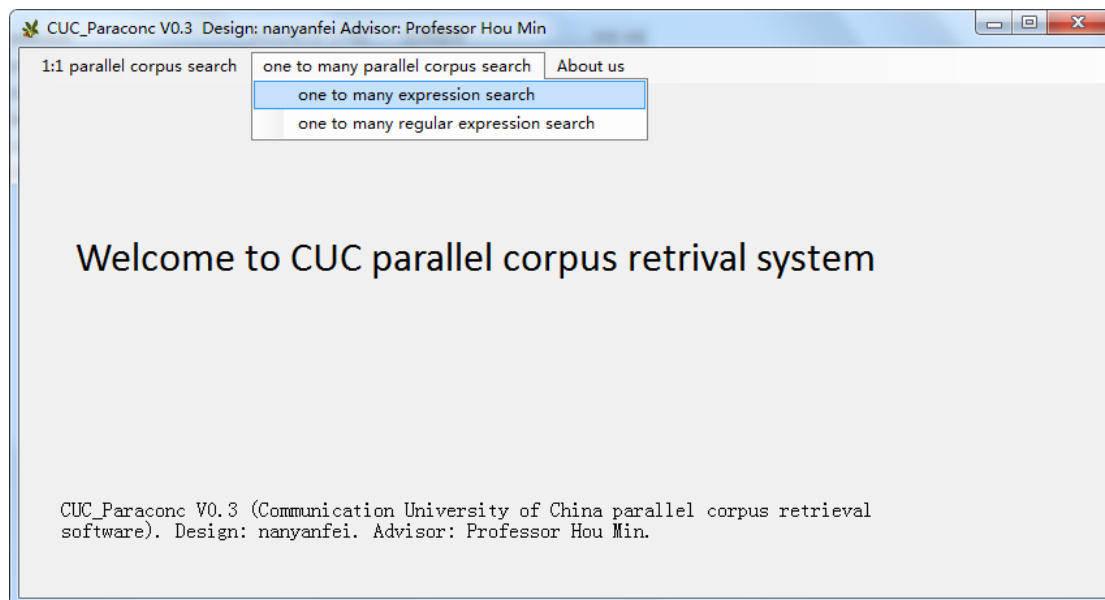 CUC_Paraconc V0.3 Design: nanyanfei Advisor: Professor Hou Min
1:1 parallel corpus search one to many parallel corpus search About us
one to many expression search
one to many regular expression search
Welcome to CUC parallel corpus retrival system
CUC_Paraconc V0.3 (Communication University of China parallel corpus retrieval
software). Design: nanyanfei. Advisor: Professor Hou Min.